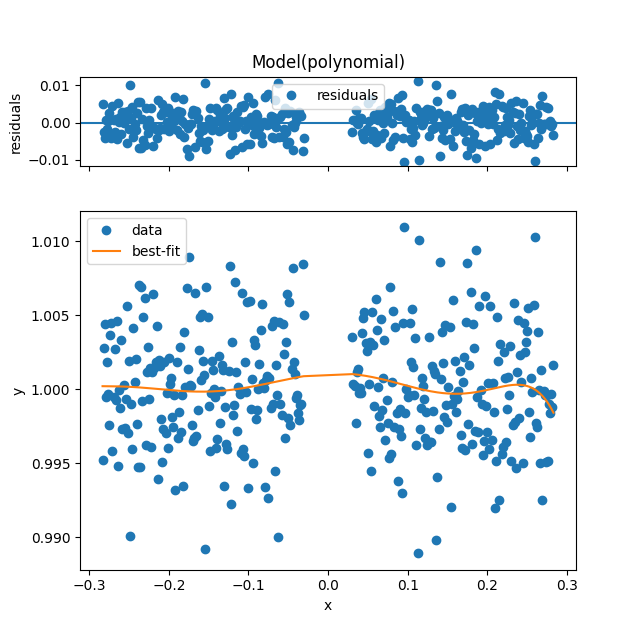 Model(polynomial)
0.01
0.00
−0.01
residuals
residuals
1.010
1.005
1.000
0.995
0.990
y
data
best-fit
−0.3 −0.2 −0.1 0.0 0.1 0.2 0.3
x